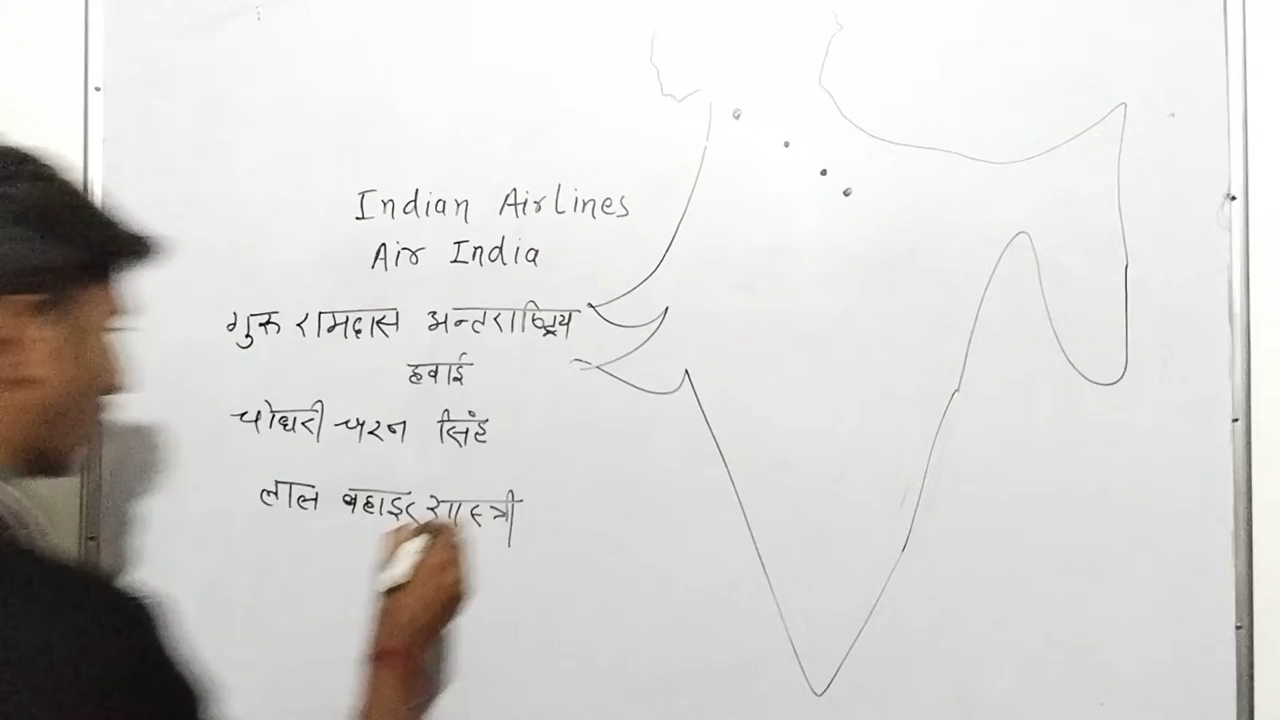 Indian AirLines
Air India
गुरु रामदास अन्तराष्ट्रिय
हवाई
चोधरी चरन सिंह
लाल बहादुर शास्त्री